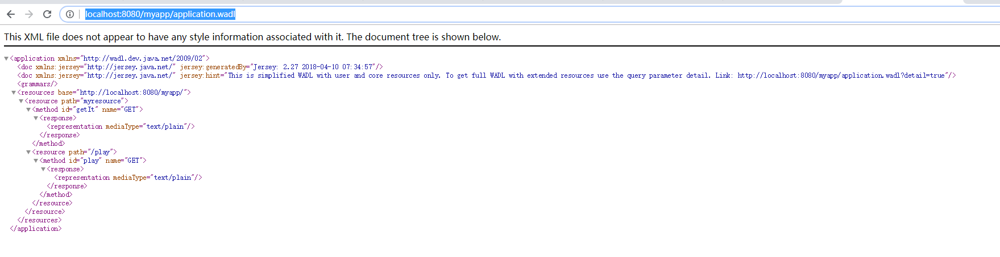 localhost:8080/myapp/application.wadl
This XML file does not appear to have any style information associated with it. The document tree is shown below.
<application xmlns="http://wadl.dev.java.net/2009/02">
<doc xmlns:jersey="http://jersey.java.net/" jersey:generatedBy="Jersey: 2.27 2018-04-10 07:34:57"/>
<doc xmlns:jersey="http://jersey.java.net/" jersey:hint="This is simplified WADL with user and core resources only. To get full WADL with extended resources use the query parameter detail. Link: http://localhost:8080/myapp/application.wadl?detail=true"/>
<grammars/>
<resources base="http://localhost:8080/myapp/">
<resource path="myresource">
<method id="getIt" name="GET">
<response>
<representation mediaType="text/plain"/>
</response>
</method>
<resource path="/play">
<method id="play" name="GET">
<response>
<representation mediaType="text/plain"/>
</response>
</method>
</resource>
</resource>
</resources>
</application>